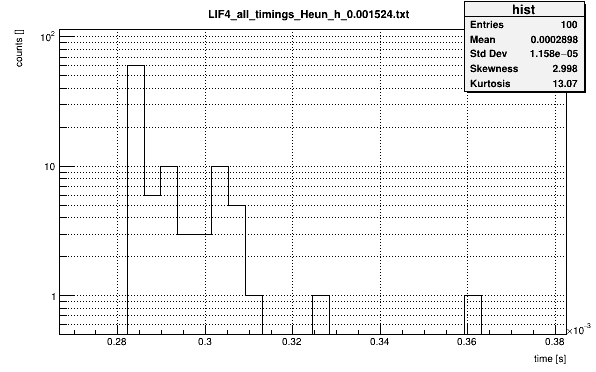 LIF4_all_timings_Heun_h_0.001524.txt
hist
Entries 100
Mean 0.0002898
Std Dev 1.158e−05
Skewness 2.998
Kurtosis 13.07
counts []
10²
10
1
0.28 0.3 0.32 0.34 0.36 0.38
×10⁻³
time [s]